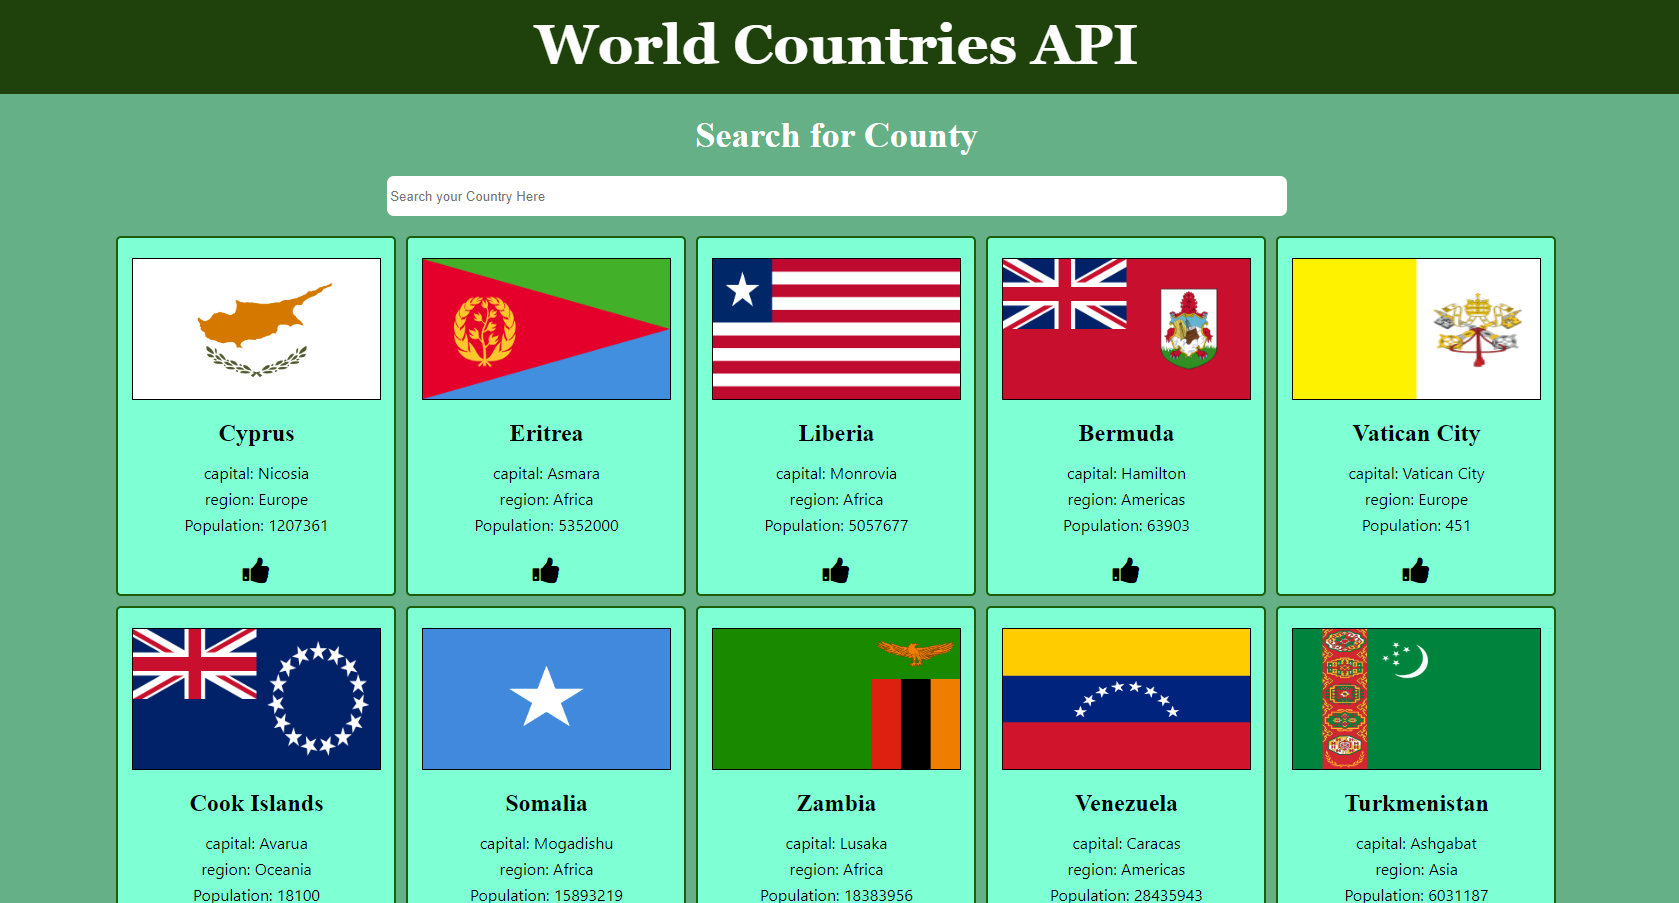 World Countries API
Search for County
Search your Country Here
Cyprus
capital: Nicosia
region: Europe
Population: 1207361
Eritrea
capital: Asmara
region: Africa
Population: 5352000
Liberia
capital: Monrovia
region: Africa
Population: 5057677
Bermuda
capital: Hamilton
region: Americas
Population: 63903
Vatican City
capital: Vatican City
region: Europe
Population: 451
Cook Islands
capital: Avarua
region: Oceania
Population: 18100
Somalia
capital: Mogadishu
region: Africa
Population: 15893219
Zambia
capital: Lusaka
region: Africa
Population: 18383956
Venezuela
capital: Caracas
region: Americas
Population: 28435943
Turkmenistan
capital: Ashgabat
region: Asia
Population: 6031187